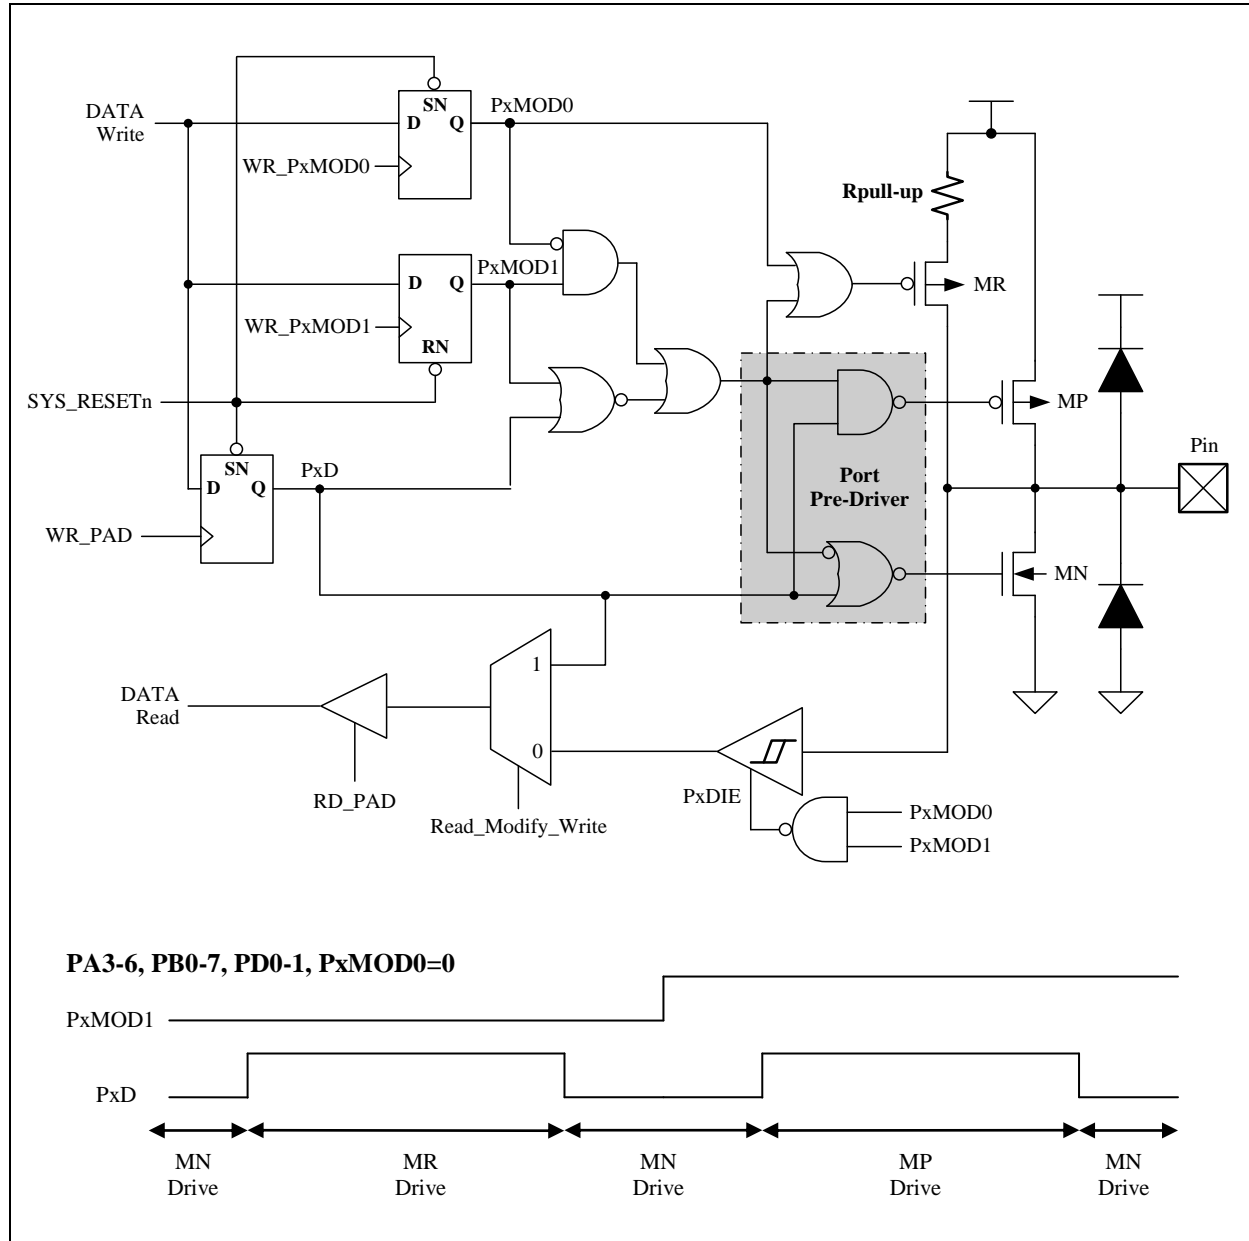 SN
PxMOD0
DATA
Write
D
Q
WR_PxMOD0
Rpull-up
PxMOD1
D
Q
MR
WR_PxMOD1
RN
SYS_RESETn
MP
SN
PxD
Pin
D
Q
Port
Pre-Driver
WR_PAD
MN
1
DATA
Read
0
PxDIE
RD_PAD
PxMOD0
Read_Modify_Write
PxMOD1
PA3-6, PB0-7, PD0-1, PxMOD0=0
PxMOD1
PxD
MN
Drive
MR
Drive
MN
Drive
MP
Drive
MN
Drive